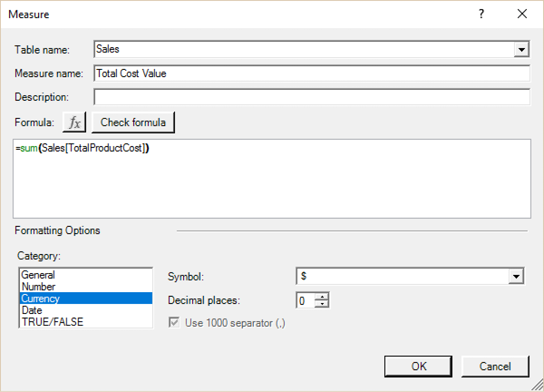 Measure ?
Table name: Sales
Measure name: Total Cost Value
Description:
Formula: fx Check formula
=sum(Sales[TotalProductCost])
Formatting Options
Category:
General
Number
Currency
Date
TRUE/FALSE
Symbol: $
Decimal places: 0
Use 1000 separator (,)
OK Cancel